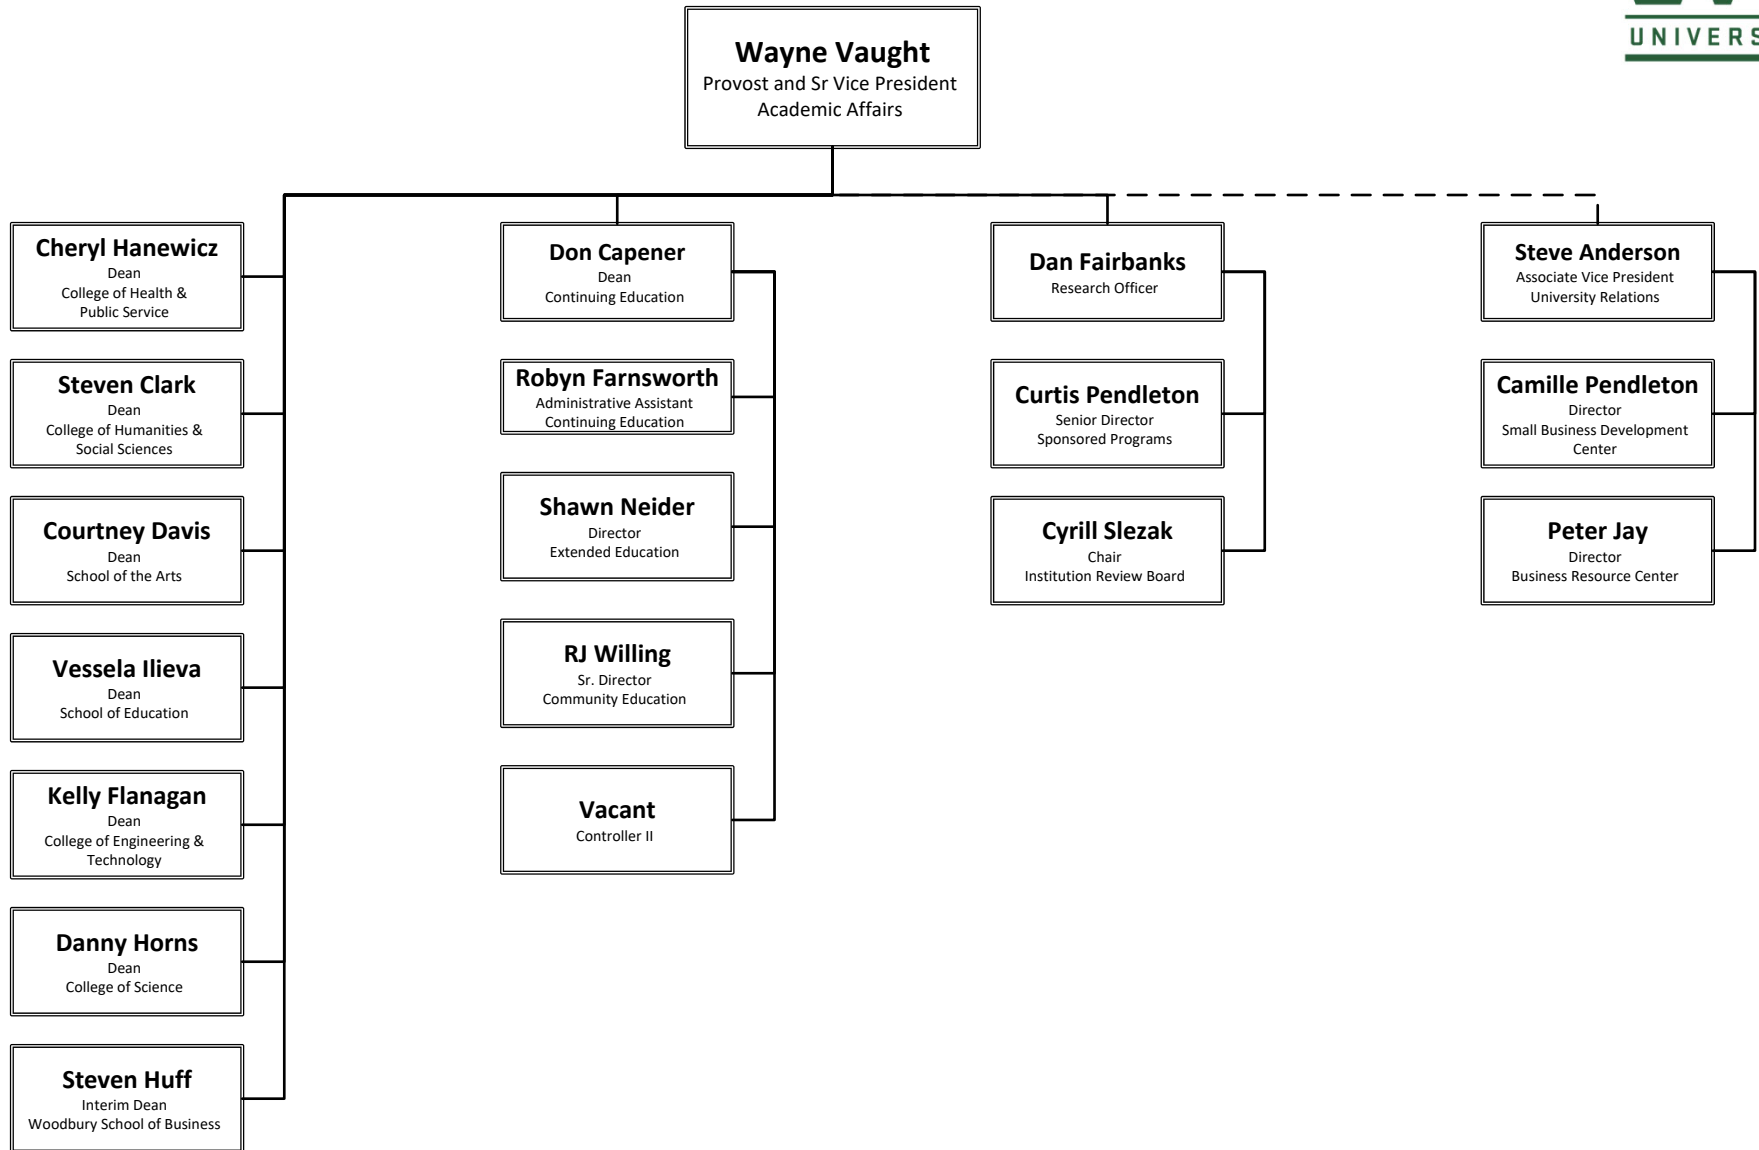 UNIVERS
Wayne Vaught
Provost and Sr Vice President
Academic Affairs
Cheryl Hanewicz
Dean
College of Health &
Public Service
Steven Clark
Dean
College of Humanities &
Social Sciences
Courtney Davis
Dean
School of the Arts
Vessela Ilieva
Dean
School of Education
Kelly Flanagan
Dean
College of Engineering &
Technology
Danny Horns
Dean
College of Science
Steven Huff
Interim Dean
Woodbury School of Business
Don Capener
Dean
Continuing Education
Robyn Farnsworth
Administrative Assistant
Continuing Education
Shawn Neider
Director
Extended Education
RJ Willing
Sr. Director
Community Education
Vacant
Controller II
Dan Fairbanks
Research Officer
Curtis Pendleton
Senior Director
Sponsored Programs
Cyrill Slezak
Chair
Institution Review Board
Steve Anderson
Associate Vice President
University Relations
Camille Pendleton
Director
Small Business Development
Center
Peter Jay
Director
Business Resource Center